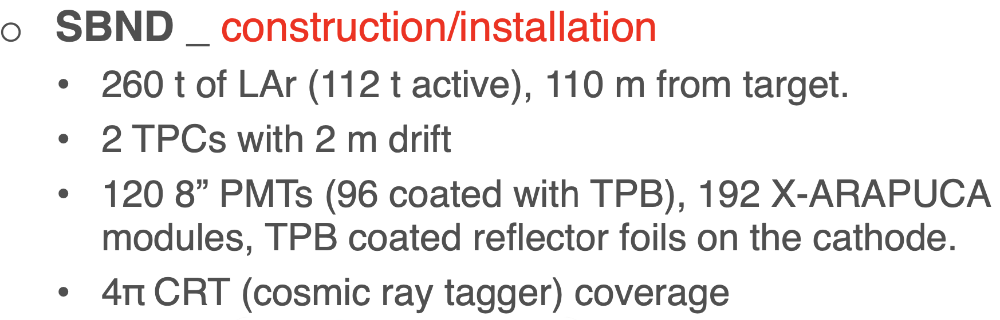 ○ SBND _ construction/installation
• 260 t of LAr (112 t active), 110 m from target.
• 2 TPCs with 2 m drift
• 120 8” PMTs (96 coated with TPB), 192 X-ARAPUCA
modules, TPB coated reflector foils on the cathode.
• 4π CRT (cosmic ray tagger) coverage